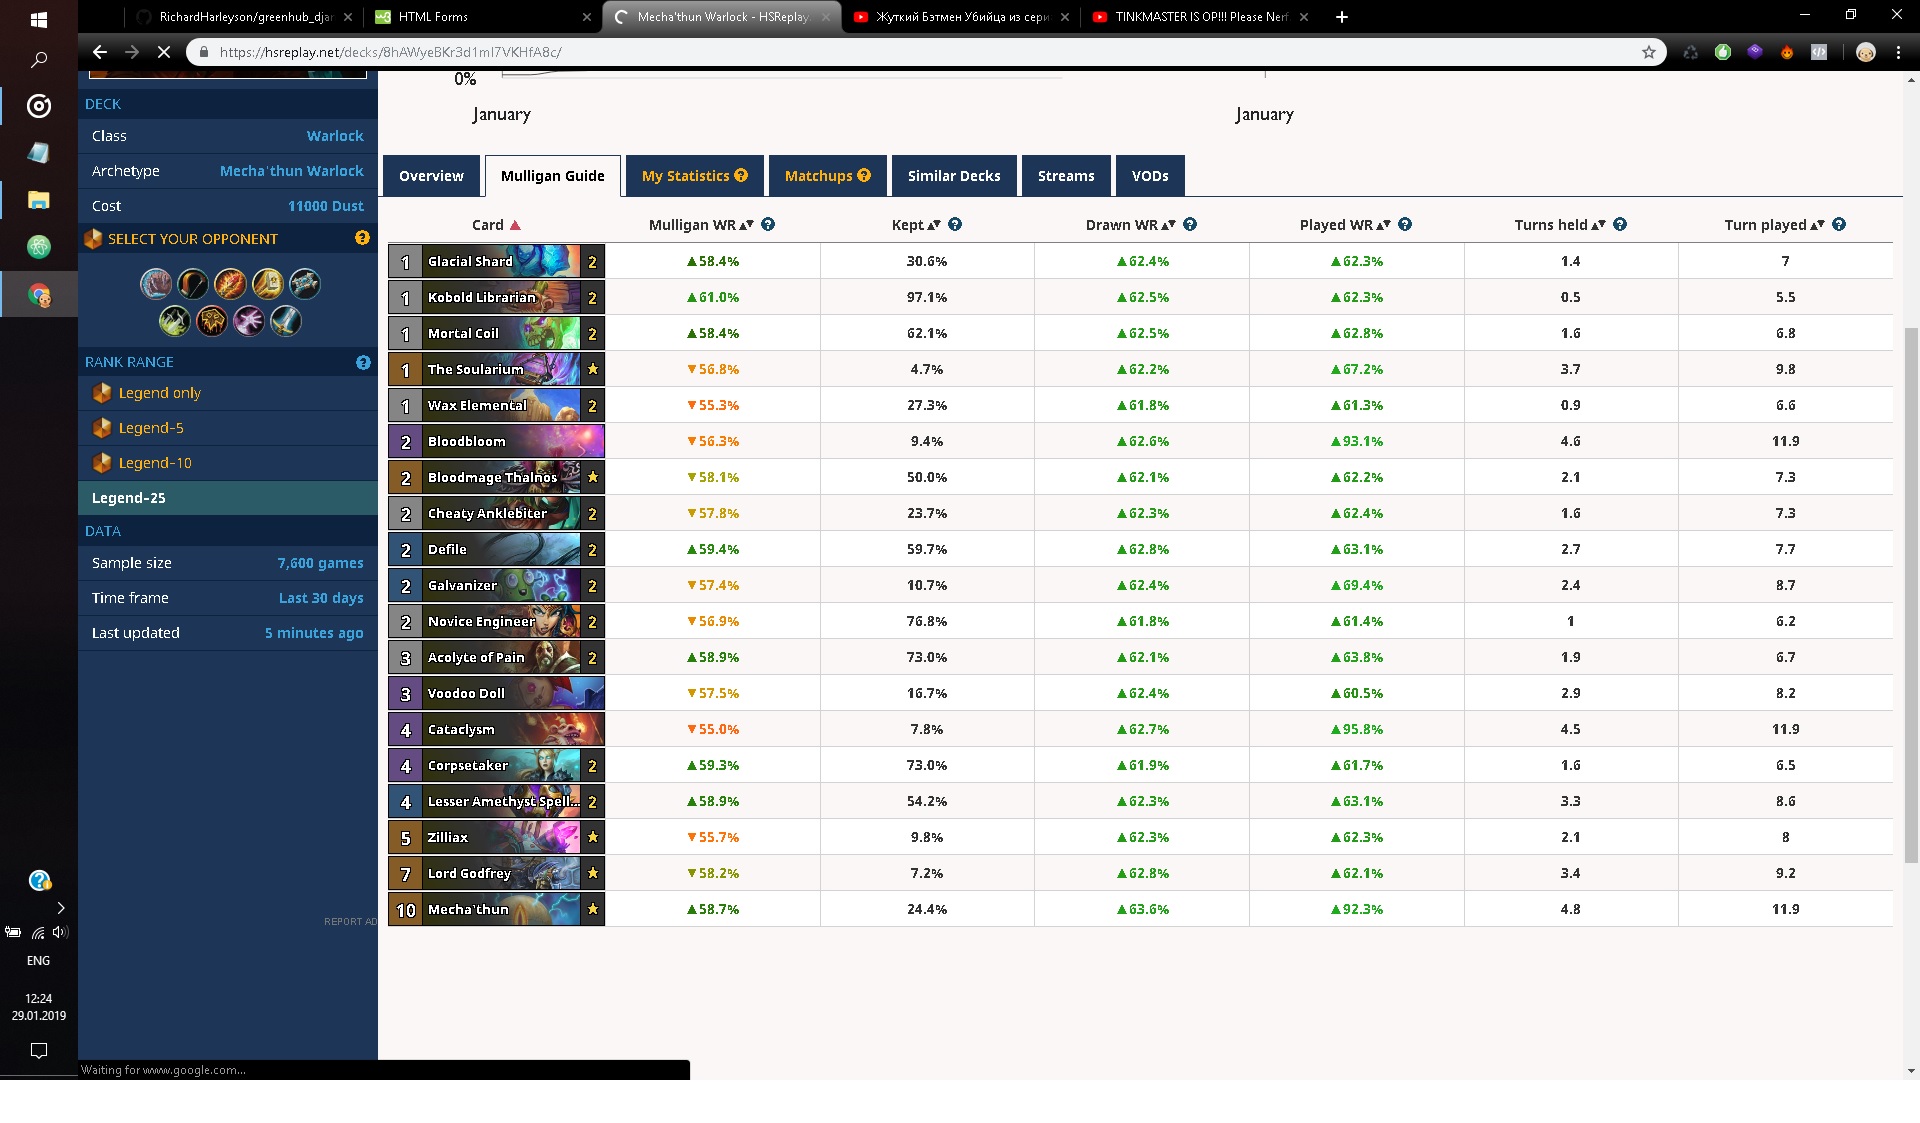 RichardHarleyson/greenhub_djar
HTML Forms
Mecha'thun Warlock - HSReplay.
Жуткий Бэтмен Убийца из сери
TINKMASTER IS OP!!! Please Nerf
https://hsreplay.net/decks/8hAWyeBKr3d1ml7VKHfA8c/
0%
January January
DECK
Class Warlock
Archetype Mecha'thun Warlock
Cost 11000 Dust
SELECT YOUR OPPONENT
RANK RANGE
Legend only
Legend-5
Legend-10
Legend-25
DATA
Sample size 7,600 games
Time frame Last 30 days
Last updated 5 minutes ago
REPORT AD
Overview Mulligan Guide My Statistics Matchups Similar Decks Streams VODs
Card Mulligan WR Kept Drawn WR Played WR Turns held Turn played
1 Glacial Shard 2 ▲58.4% 30.6% ▲62.4% ▲62.3% 1.4 7
1 Kobold Librarian 2 ▲61.0% 97.1% ▲62.5% ▲62.3% 0.5 5.5
1 Mortal Coil 2 ▲58.4% 62.1% ▲62.5% ▲62.8% 1.6 6.8
1 The Soularium ★ ▼56.8% 4.7% ▲62.2% ▲67.2% 3.7 9.8
1 Wax Elemental 2 ▼55.3% 27.3% ▲61.8% ▲61.3% 0.9 6.6
2 Bloodbloom ▼56.3% 9.4% ▲62.6% ▲93.1% 4.6 11.9
2 Bloodmage Thalnos ★ ▼58.1% 50.0% ▲62.1% ▲62.2% 2.1 7.3
2 Cheaty Anklebiter 2 ▼57.8% 23.7% ▲62.3% ▲62.4% 1.6 7.3
2 Defile 2 ▲59.4% 59.7% ▲62.8% ▲63.1% 2.7 7.7
2 Galvanizer 2 ▼57.4% 10.7% ▲62.4% ▲69.4% 2.4 8.7
2 Novice Engineer 2 ▼56.9% 76.8% ▲61.8% ▲61.4% 1 6.2
3 Acolyte of Pain 2 ▲58.9% 73.0% ▲62.1% ▲63.8% 1.9 6.7
3 Voodoo Doll ▼57.5% 16.7% ▲62.4% ▲60.5% 2.9 8.2
4 Cataclysm ▼55.0% 7.8% ▲62.7% ▲95.8% 4.5 11.9
4 Corpsetaker 2 ▲59.3% 73.0% ▲61.9% ▲61.7% 1.6 6.5
4 Lesser Amethyst Spell... 2 ▲58.9% 54.2% ▲62.3% ▲63.1% 3.3 8.6
5 Zilliax ★ ▼55.7% 9.8% ▲62.3% ▲62.3% 2.1 8
7 Lord Godfrey ★ ▼58.2% 7.2% ▲62.8% ▲62.1% 3.4 9.2
10 Mecha'thun ★ ▲58.7% 24.4% ▲63.6% ▲92.3% 4.8 11.9
ENG
12:24
29.01.2019
Waiting for www.google.com...